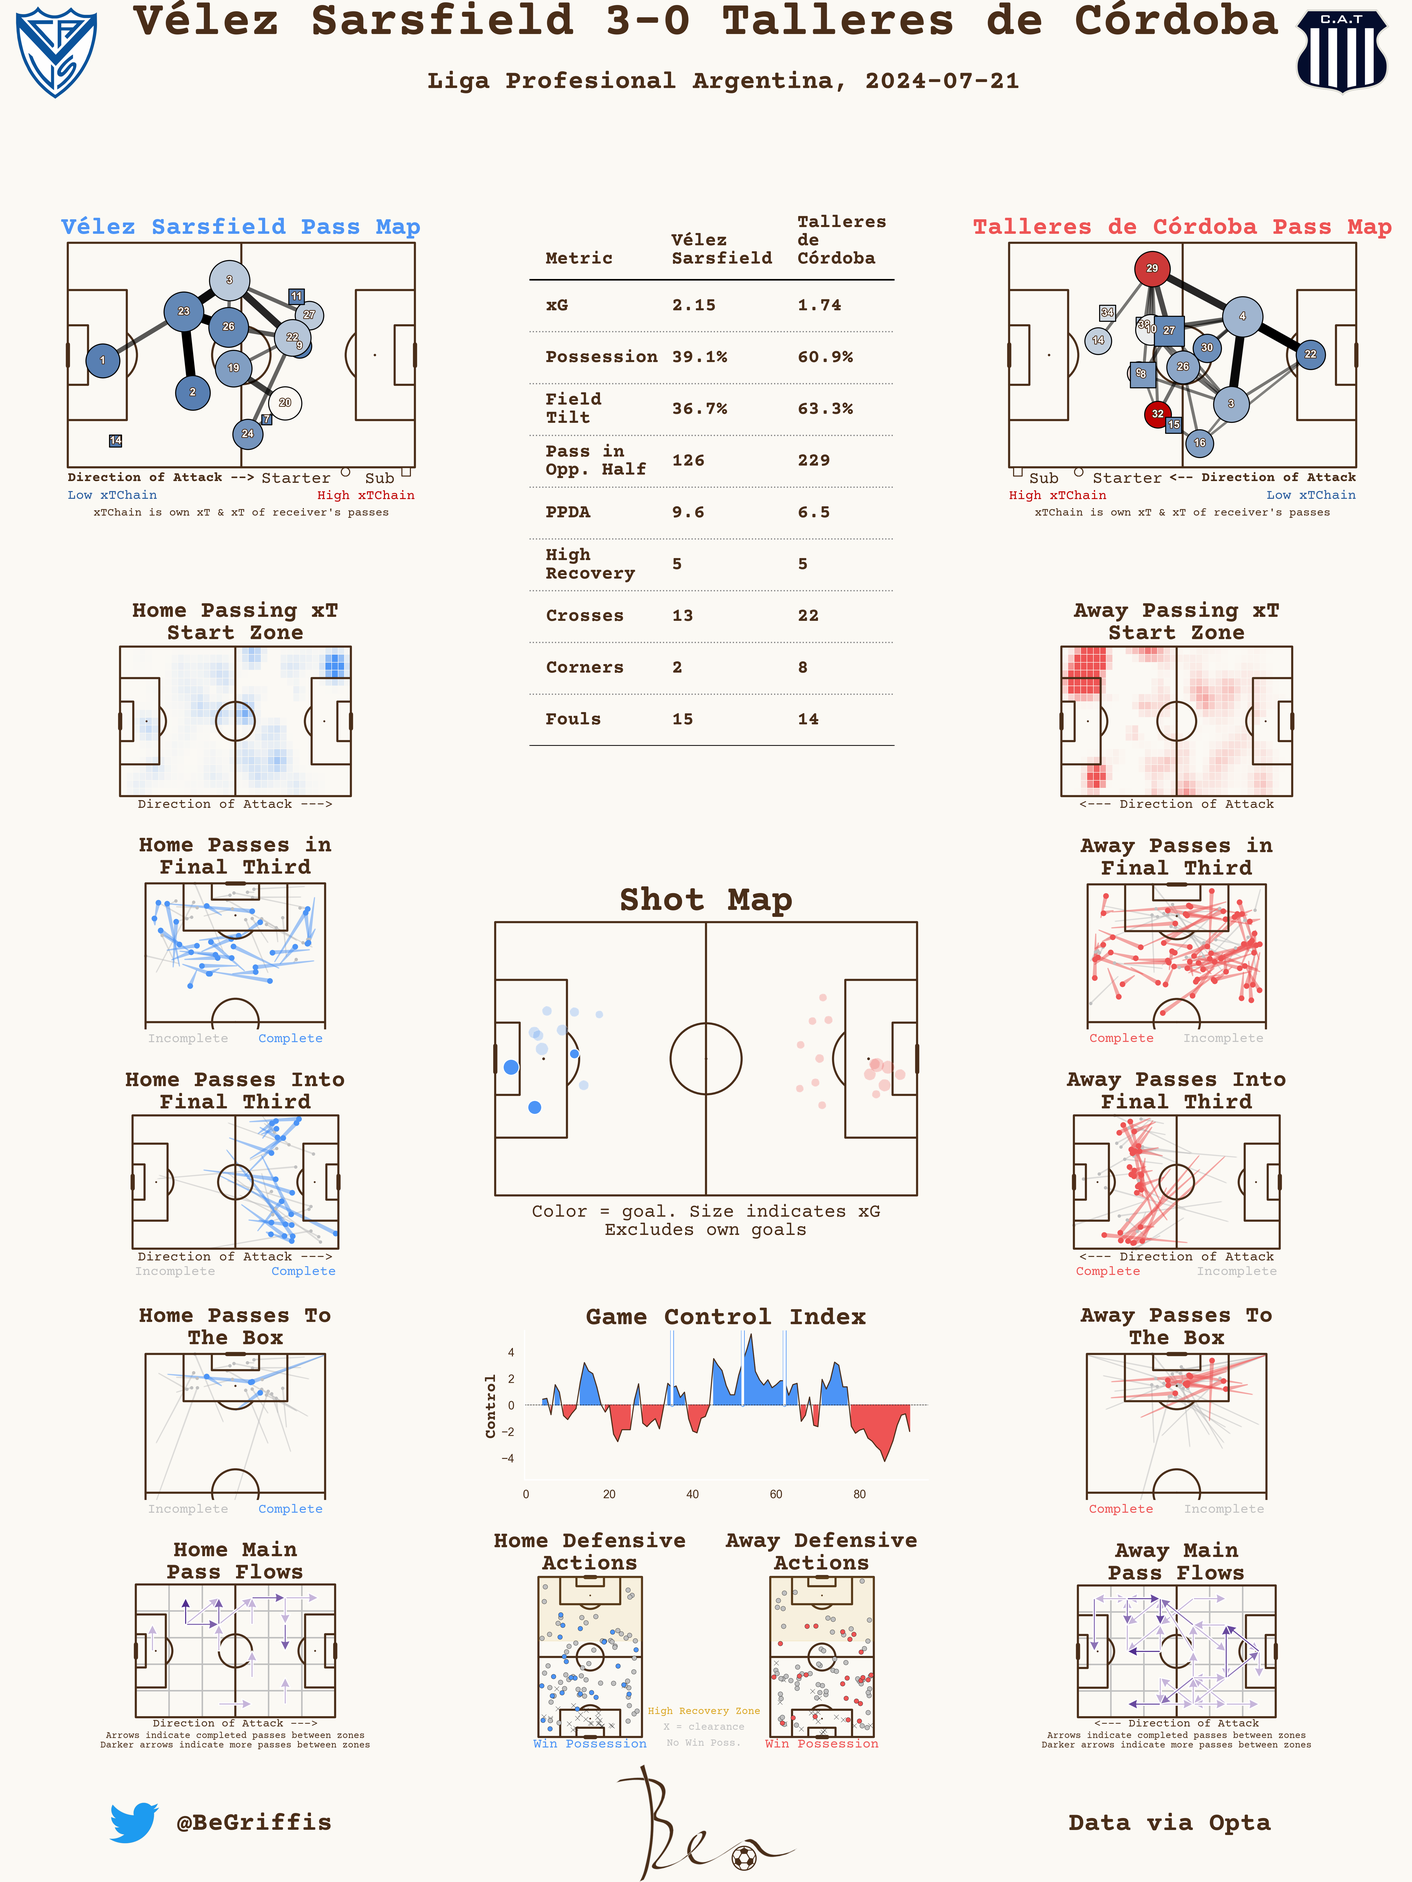 Vélez Sarsfield 3-0 Talleres de Córdoba
C.A.T
Liga Profesional Argentina, 2024-07-21
Vélez Sarsfield Pass Map
3
11
27
23
26
22
9
1
19
2
20
7
24
14
Direction of Attack --> Starter Sub
Low xTChain High xTChain
xTChain is own xT & xT of receiver's passes
Metric Vélez Sarsfield Talleres de Córdoba
xG 2.15 1.74
Possession 39.1% 60.9%
Field Tilt 36.7% 63.3%
Pass in Opp. Half 126 229
PPDA 9.6 6.5
High Recovery 5 5
Crosses 13 22
Corners 2 8
Fouls 15 14
Talleres de Córdoba Pass Map
29
34
4
10
27
14
30
22
26
8
3
32
15
16
Sub Starter <-- Direction of Attack
High xTChain Low xTChain
xTChain is own xT & xT of receiver's passes
Home Passing xT
Start Zone
Direction of Attack --->
Away Passing xT
Start Zone
<--- Direction of Attack
Home Passes in
Final Third
Incomplete Complete
Away Passes in
Final Third
Complete Incomplete
Shot Map
Color = goal. Size indicates xG
Excludes own goals
Home Passes Into
Final Third
Direction of Attack --->
Incomplete Complete
Away Passes Into
Final Third
<--- Direction of Attack
Complete Incomplete
Home Passes To
The Box
Incomplete Complete
Game Control Index
Control
4
2
0
−2
−4
0 20 40 60 80
Away Passes To
The Box
Complete Incomplete
Home Main
Pass Flows
Direction of Attack --->
Arrows indicate completed passes between zones
Darker arrows indicate more passes between zones
Home Defensive
Actions
Win Possession
Away Defensive
Actions
Win Possession
High Recovery Zone
X = clearance
No Win Poss.
Away Main
Pass Flows
<--- Direction of Attack
Arrows indicate completed passes between zones
Darker arrows indicate more passes between zones
@BeGriffis
Ben
Data via Opta